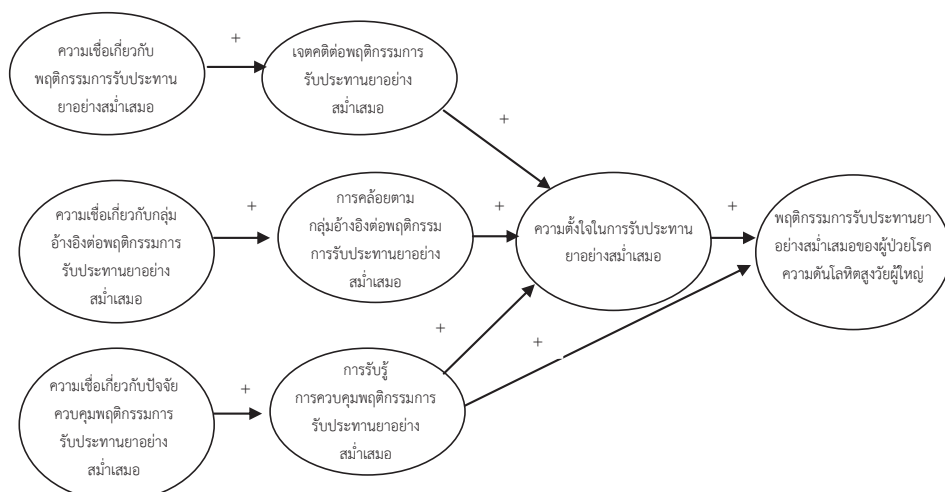 ความเชื่อเกี่ยวกับ
พฤติกรรมการรับประทาน
ยาอย่างสม่ำเสมอ
+
เจตคติต่อพฤติกรรมการ
รับประทานยาอย่าง
สม่ำเสมอ
+
ความเชื่อเกี่ยวกับกลุ่ม
อ้างอิงต่อพฤติกรรมการ
รับประทานยาอย่าง
สม่ำเสมอ
+
การคล้อยตาม
กลุ่มอ้างอิงต่อพฤติกรรม
การรับประทานยาอย่าง
สม่ำเสมอ
+
ความตั้งใจในการรับประทาน
ยาอย่างสม่ำเสมอ
+
พฤติกรรมการรับประทานยา
อย่างสม่ำเสมอของผู้ป่วยโรค
ความดันโลหิตสูงวัยผู้ใหญ่
ความเชื่อเกี่ยวกับปัจจัย
ควบคุมพฤติกรรมการ
รับประทานยาอย่าง
สม่ำเสมอ
+
การรับรู้
การควบคุมพฤติกรรมการ
รับประทานยาอย่าง
สม่ำเสมอ
+
+